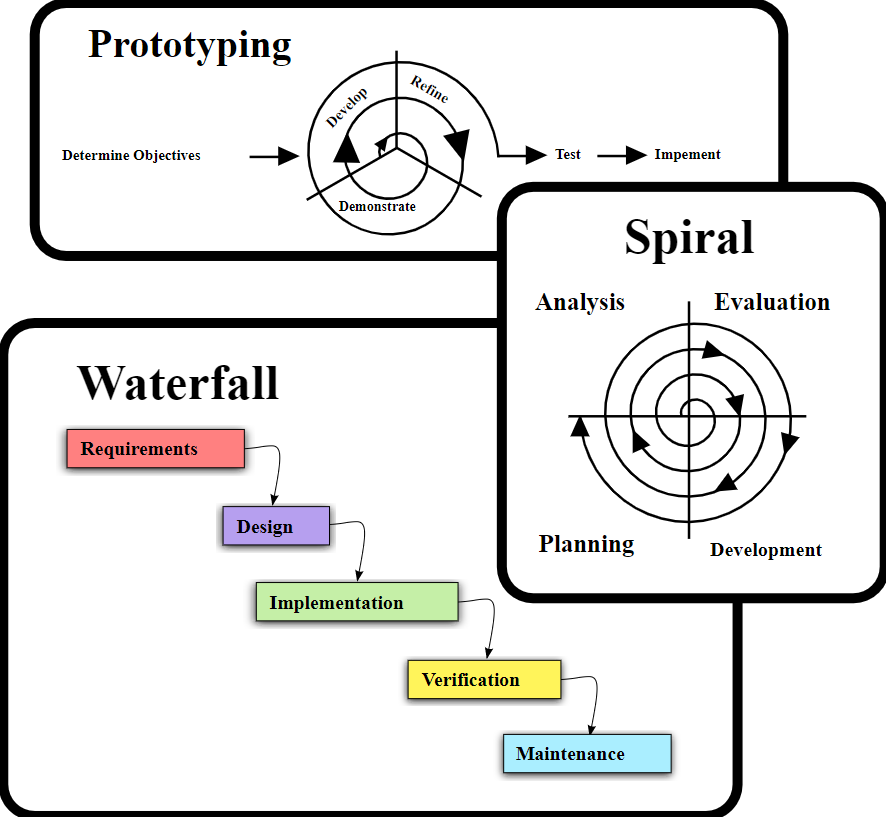 Prototyping
Develop
Refine
Determine Objectives
Test
Impement
Demonstrate
Spiral
Analysis
Evaluation
Planning
Development
Waterfall
Requirements
Design
Implementation
Verification
Maintenance